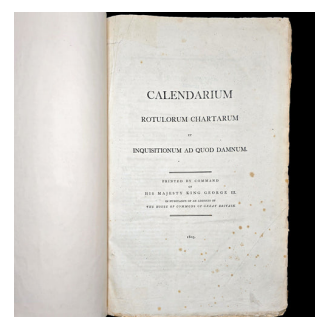 CALENDARIUM
ROTULORUM CHARTARUM
ET
INQUISITIONUM AD QUOD DAMNUM.
PRINTED BY COMMAND
OF
HIS MAJESTY KING GEORGE III.
IN PURSUANCE OF AN ADDRESS OF
THE HOUSE OF COMMONS OF GREAT BRITAIN.
1803.